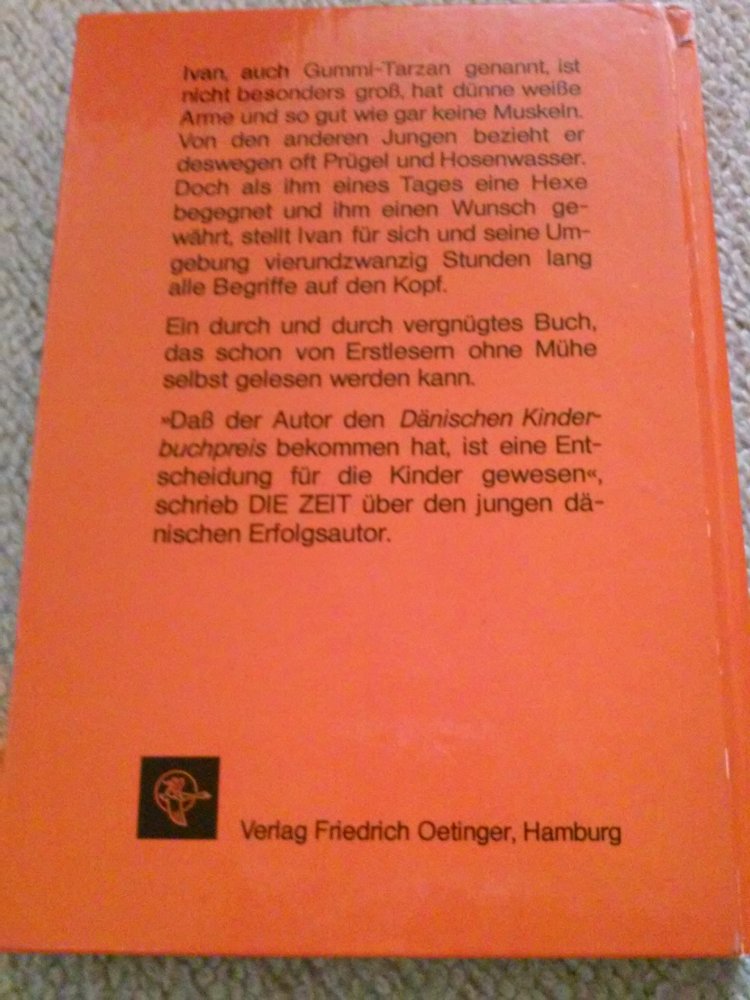 Ivan, auch Gummi-Tarzan genannt, ist
nicht besonders groß, hat dünne weiße
Arme und so gut wie gar keine Muskeln.
Von den anderen Jungen bezieht er
deswegen oft Prügel und Hosenwasser.
Doch als ihm eines Tages eine Hexe
begegnet und ihm einen Wunsch ge-
währt, stellt Ivan für sich und seine Um-
gebung vierundzwanzig Stunden lang
alle Begriffe auf den Kopf.
Ein durch und durch vergnügtes Buch,
das schon von Erstlesern ohne Mühe
selbst gelesen werden kann.
»Daß der Autor den Dänischen Kinder-
buchpreis bekommen hat, ist eine Ent-
scheidung für die Kinder gewesen«,
schrieb DIE ZEIT über den jungen dä-
nischen Erfolgsautor.
Verlag Friedrich Oetinger, Hamburg